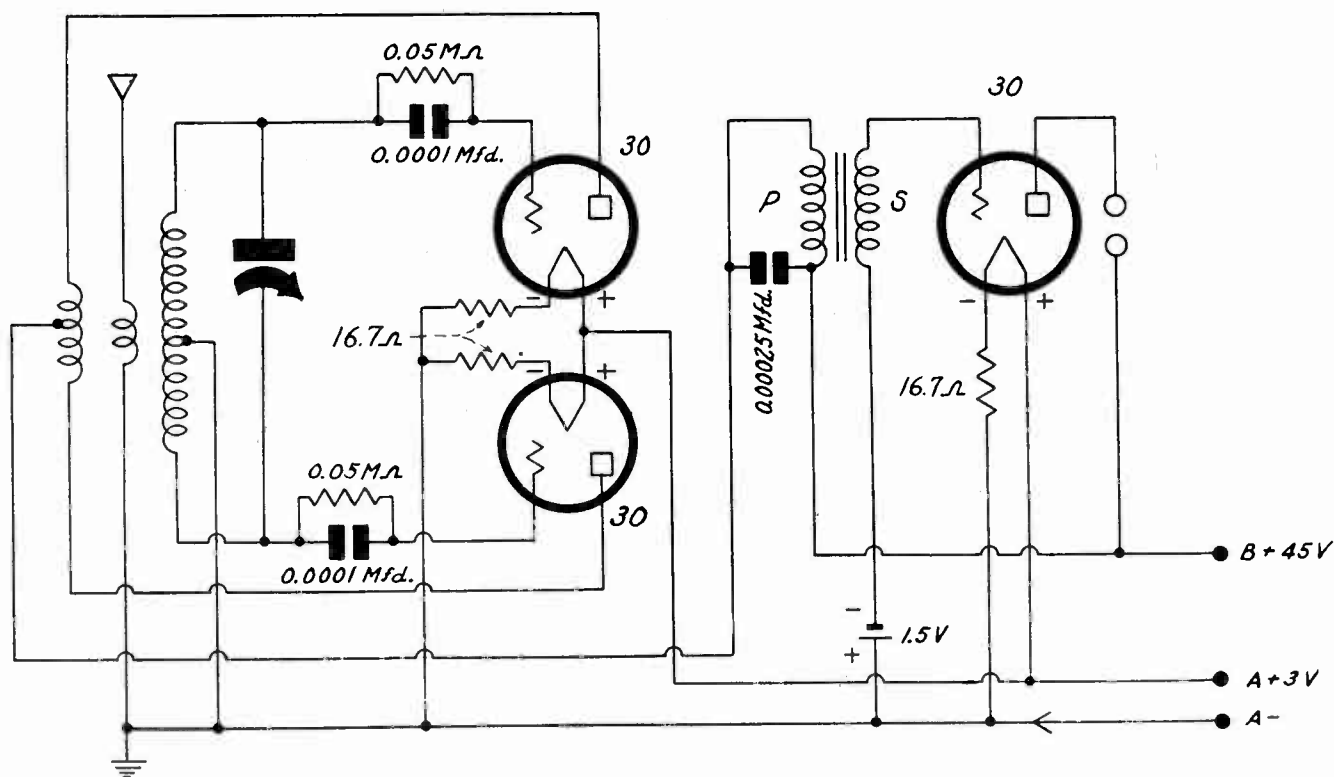 0.05 MΩ
0.0001 Mfd.
30
30
P
S
0.00025 Mfd.
- +
16.7Ω
- +
- +
16.7Ω
0.05 MΩ
0.0001 Mfd.
30
B + 45V
-
1.5V
+
A + 3V
A -